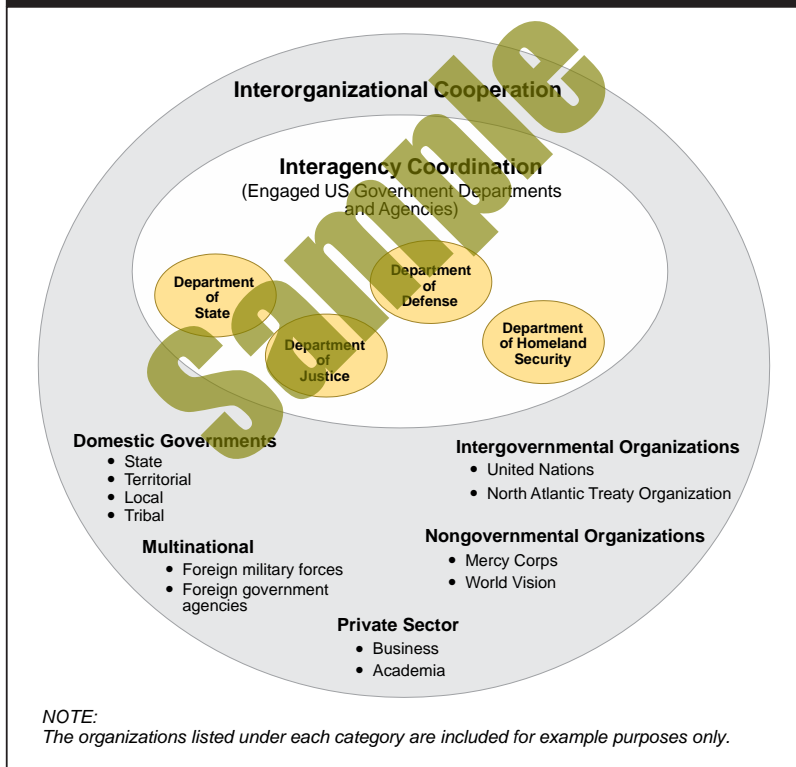 Interorganizational Cooperation
Interagency Coordination
(Engaged US Government Departments
and Agencies)
Department
of
State
Department
of
Justice
Department
of
Defense
Department
of Homeland
Security
Domestic Governments
• State
• Territorial
• Local
• Tribal
Intergovernmental Organizations
• United Nations
• North Atlantic Treaty Organization
Multinational
• Foreign military forces
• Foreign government
agencies
Nongovernmental Organizations
• Mercy Corps
• World Vision
Private Sector
• Business
• Academia
NOTE:
The organizations listed under each category are included for example purposes only.
Sample